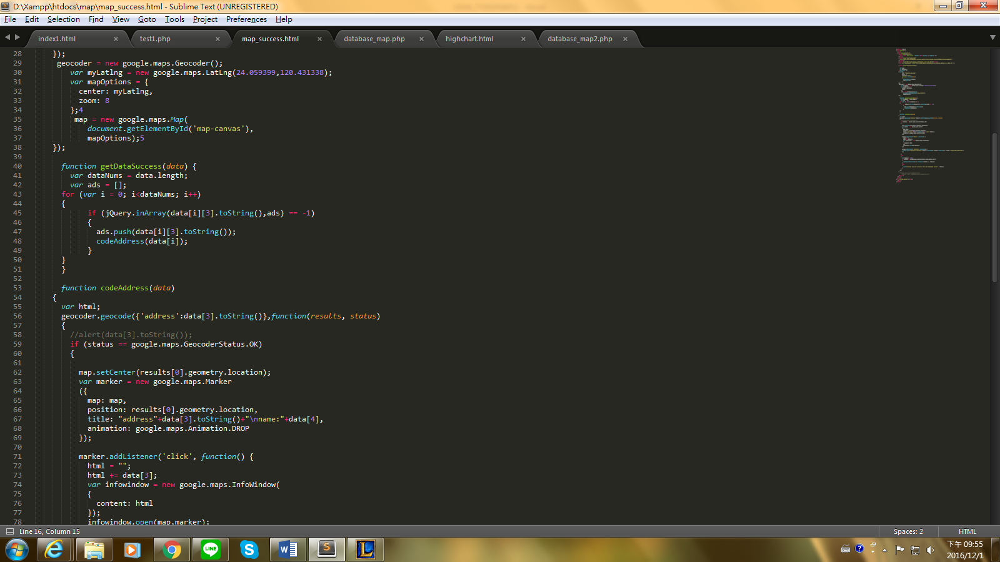 D:\Xampp\htdocs\map\map_success.html - Sublime Text (UNREGISTERED)
File Edit Selection Find View Goto Tools Project Preferences Help
index1.html × test1.php × map_success.html × database_map.php × highchart.html × database_map2.php ×
28 });
29 geocoder = new google.maps.Geocoder();
30 var myLatlng = new google.maps.LatLng(24.059399,120.431338);
31 var mapOptions = {
32 center: myLatlng,
33 zoom: 8
34 };4
35 map = new google.maps.Map(
36 document.getElementById('map-canvas'),
37 mapOptions);5
38 });
39
40 function getDataSuccess(data) {
41 var dataNums = data.length;
42 var ads = [];
43 for (var i = 0; i<dataNums; i++)
44 {
45 if (jQuery.inArray(data[i][3].toString(),ads) == -1)
46 {
47 ads.push(data[i][3].toString());
48 codeAddress(data[i]);
49 }
50 }
51 }
52
53 function codeAddress(data)
54 {
55 var html;
56 geocoder.geocode({'address':data[3].toString()},function(results, status)
57 {
58 //alert(data[3].toString());
59 if (status == google.maps.GeocoderStatus.OK)
60 {
61
62 map.setCenter(results[0].geometry.location);
63 var marker = new google.maps.Marker
64 ({
65 map: map,
66 position: results[0].geometry.location,
67 title: "address"+data[3].toString()+"\nname:"+data[4],
68 animation: google.maps.Animation.DROP
69 });
70
71 marker.addListener('click', function() {
72 html = "";
73 html += data[3];
74 var infowindow = new google.maps.InfoWindow(
75 {
76 content: html
77 });
78 infowindow.open(map,marker);
Line 16, Column 15 Spaces: 2 HTML
LINE
下午 09:55
2016/12/1